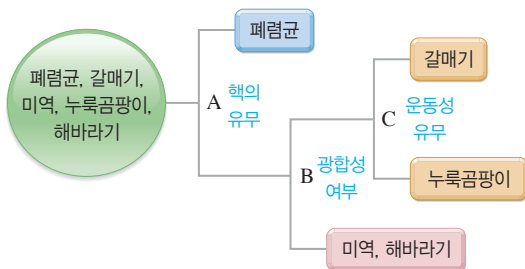 폐렴균, 갈매기,
미역, 누룩곰팡이,
해바라기
폐렴균
A 핵의
유무
갈매기
C 운동성
유무
B 광합성
여부
누룩곰팡이
미역, 해바라기